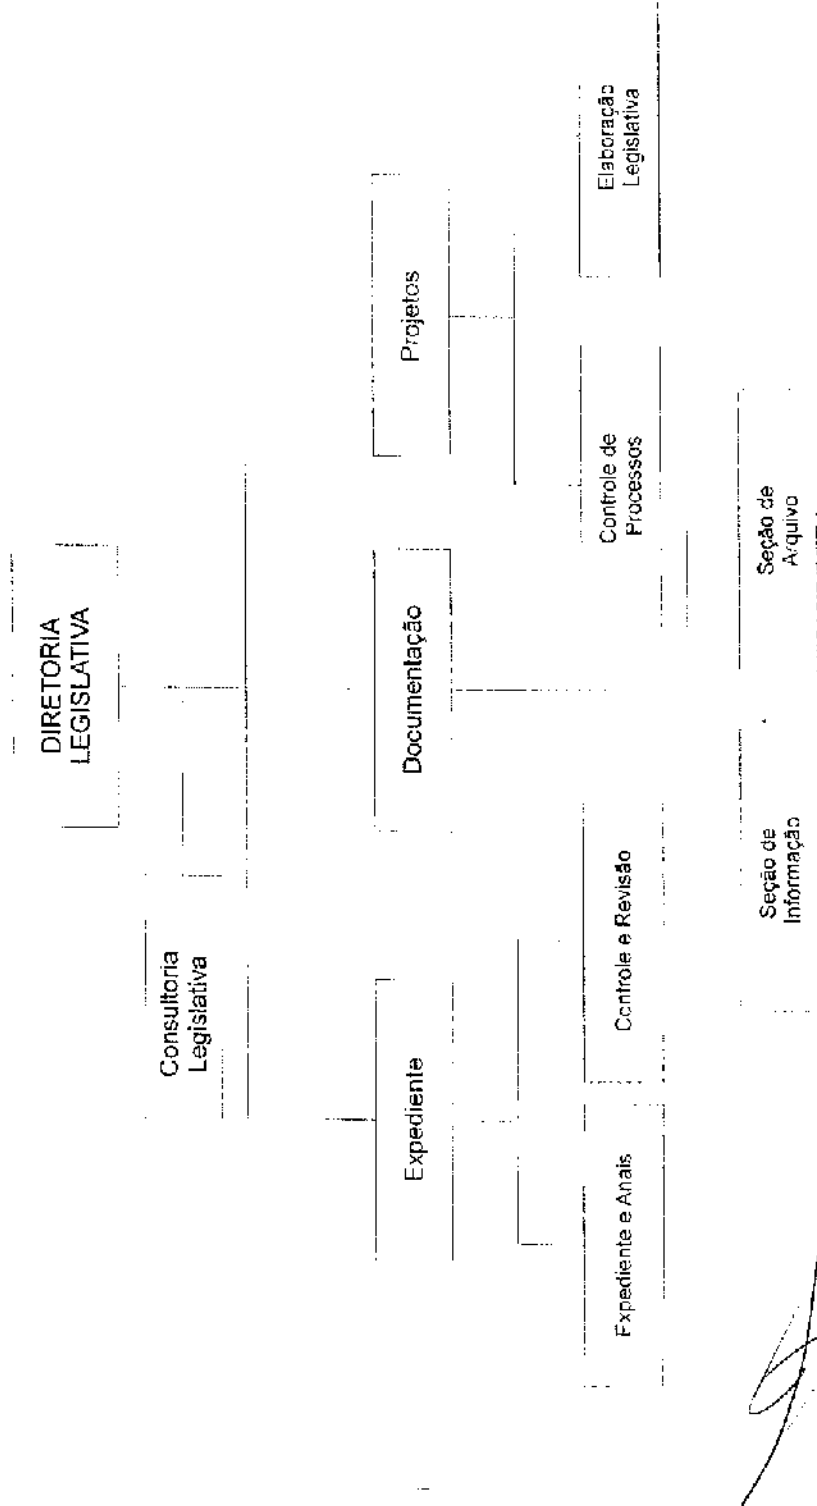 DIRETORIA
LEGISLATIVA
Consultoria
Legislativa
Expediente
Documentação
Projetos
Expediente e Anais
Controle e Revisão
Controle de
Processos
Elaboração
Legislativa
Seção de
Informação
Seção de
Arquivo